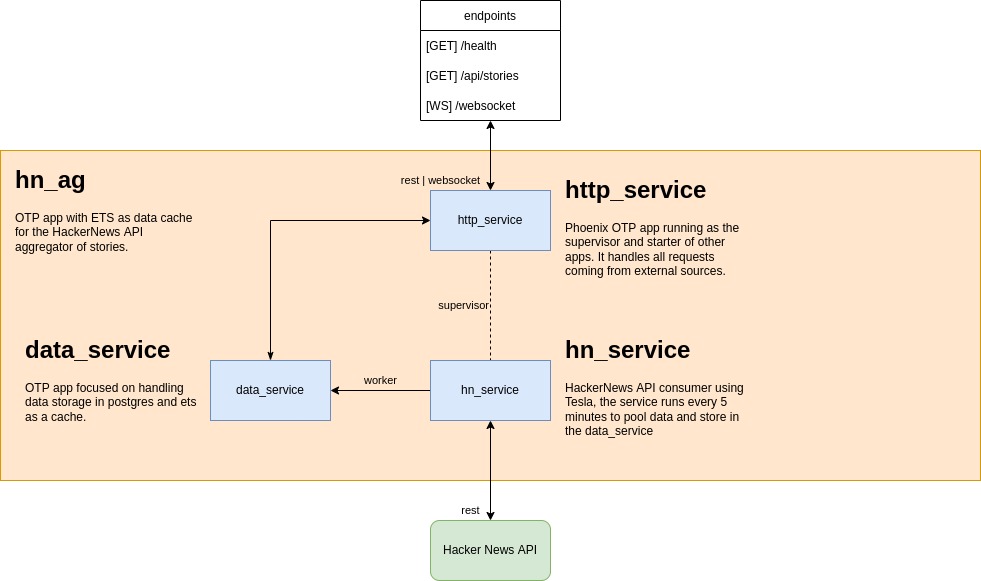 endpoints
[GET] /health
[GET] /api/stories
[WS] /websocket
hn_ag
OTP app with ETS as data cache
for the HackerNews API
aggregator of stories.
rest | websocket
http_service
http_service
Phoenix OTP app running as the
supervisor and starter of other
apps. It handles all requests
coming from external sources.
supervisor
data_service
OTP app focused on handling
data storage in postgres and ets
as a cache.
data_service
worker
hn_service
hn_service
HackerNews API consumer using
Tesla, the service runs every 5
minutes to pool data and store in
the data_service
rest
Hacker News API